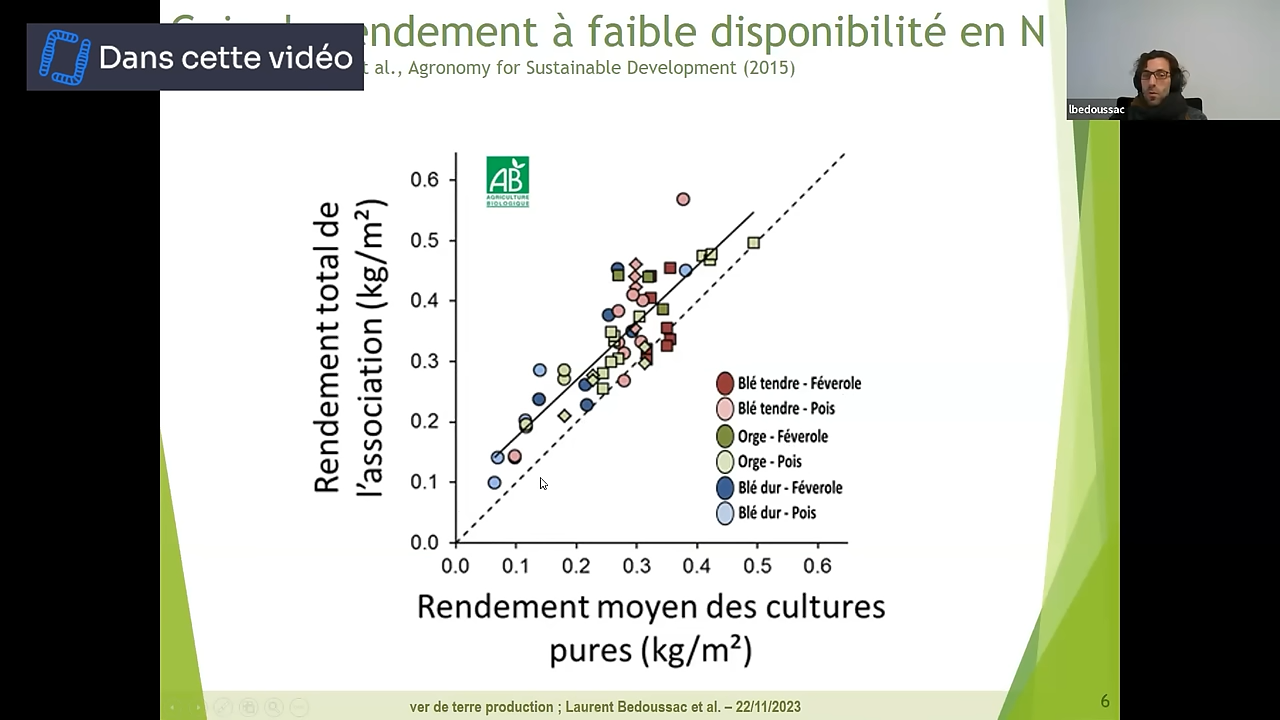 endement à faible disponibilité en N
Dans cette vidéo
t al., Agronomy for Sustainable Development (2015)
lbedoussac
AB
AGRICULTURE
BIOLOGIQUE
Rendement total de
l'association (kg/m²)
0.6
0.5
0.4
0.3
0.2
0.1
0.0
0.0 0.1 0.2 0.3 0.4 0.5 0.6
Blé tendre - Féverole
Blé tendre - Pois
Orge - Féverole
Orge - Pois
Blé dur - Féverole
Blé dur - Pois
Rendement moyen des cultures
pures (kg/m²)
ver de terre production ; Laurent Bedoussac et al. – 22/11/2023
6